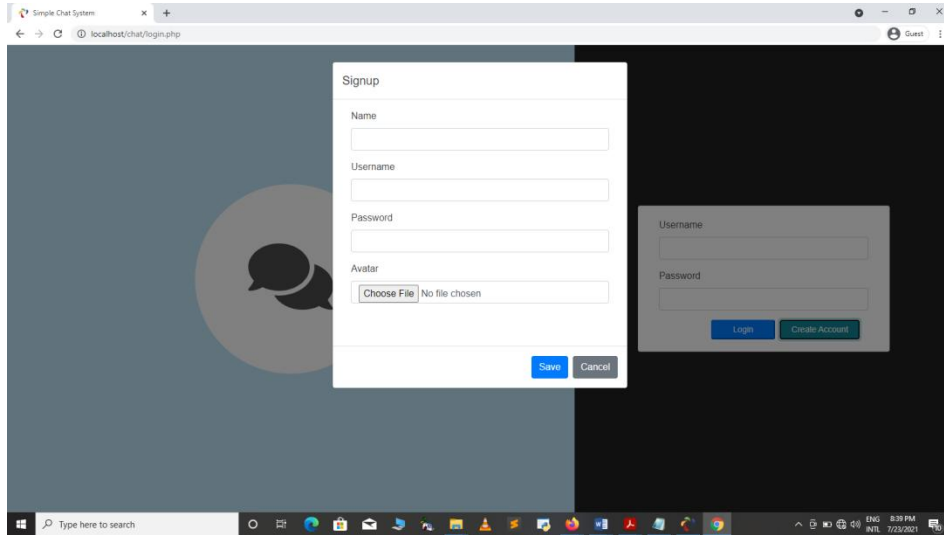 Simple Chat System
localhost/chat/login.php
Guest
Signup
Name
Username
Password
Avatar
Choose File No file chosen
Save Cancel
Username
Password
Login Create Account
Type here to search
ENG 8:39 PM
INTL 7/23/2021